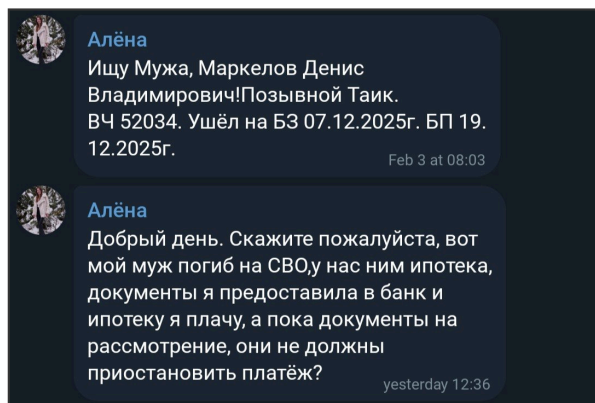 Алёна
Ищу Мужа, Маркелов Денис
Владимирович!Позывной Таик.
ВЧ 52034. Ушёл на БЗ 07.12.2025г. БП 19.
12.2025г.
Feb 3 at 08:03
Алёна
Добрый день. Скажите пожалуйста, вот
мой муж погиб на СВО,у нас ним ипотека,
документы я предоставила в банк и
ипотеку я плачу, а пока документы на
рассмотрение, они не должны
приостановить платёж?
yesterday 12:36